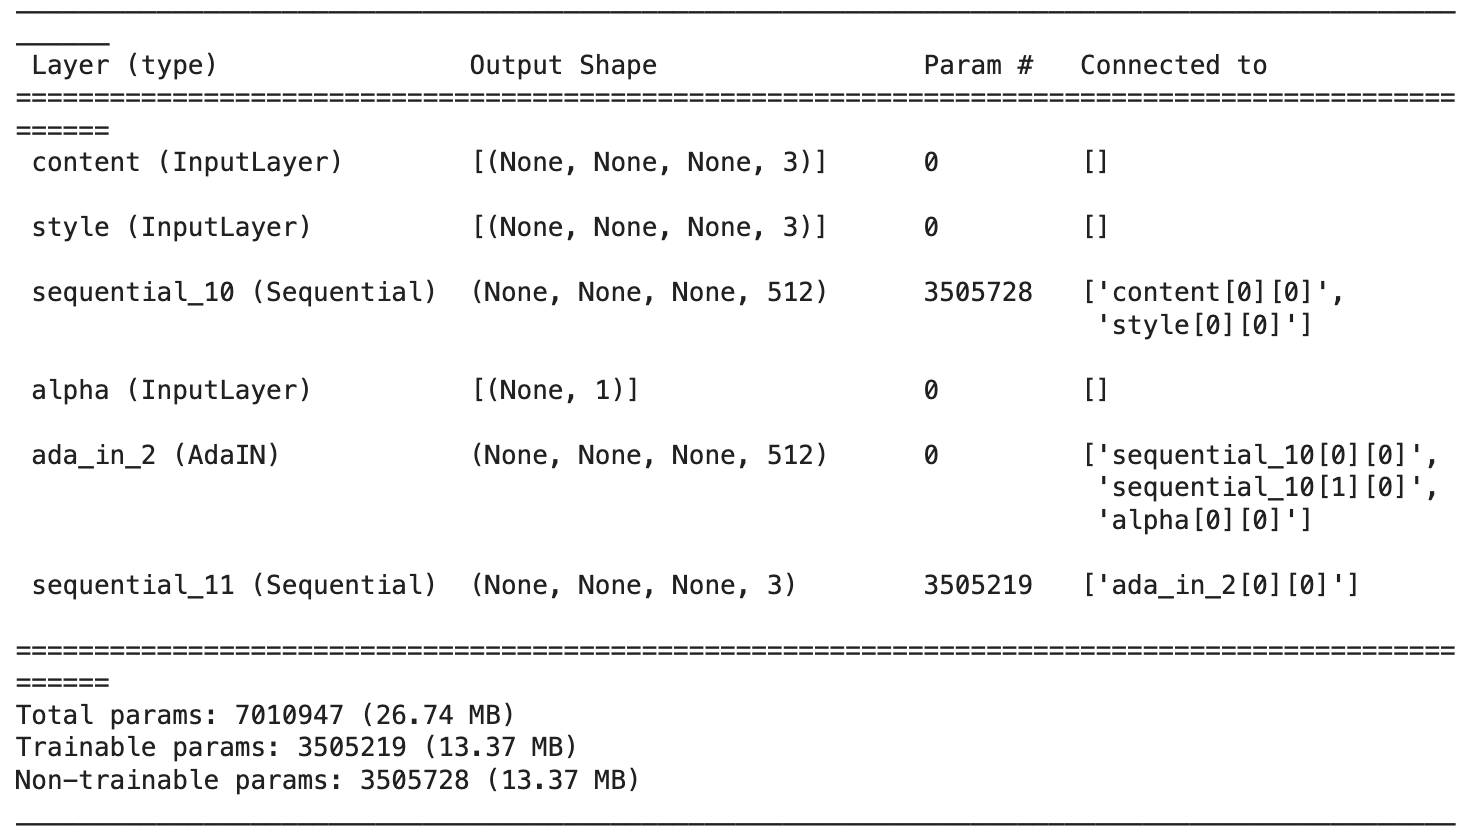 __________________________________________________________________________________________
______
Layer (type)                Output Shape                 Param #   Connected to
============================================================================================
======
content (InputLayer)        [(None, None, None, 3)]      0         []
style (InputLayer)          [(None, None, None, 3)]      0         []
sequential_10 (Sequential)  (None, None, None, 512)      3505728   ['content[0][0]',
'style[0][0]']
alpha (InputLayer)          [(None, 1)]                  0         []
ada_in_2 (AdaIN)            (None, None, None, 512)      0         ['sequential_10[0][0]',
'sequential_10[1][0]',
'alpha[0][0]']
sequential_11 (Sequential)  (None, None, None, 3)        3505219   ['ada_in_2[0][0]']
============================================================================================
======
Total params: 7010947 (26.74 MB)
Trainable params: 3505219 (13.37 MB)
Non-trainable params: 3505728 (13.37 MB)
__________________________________________________________________________________________